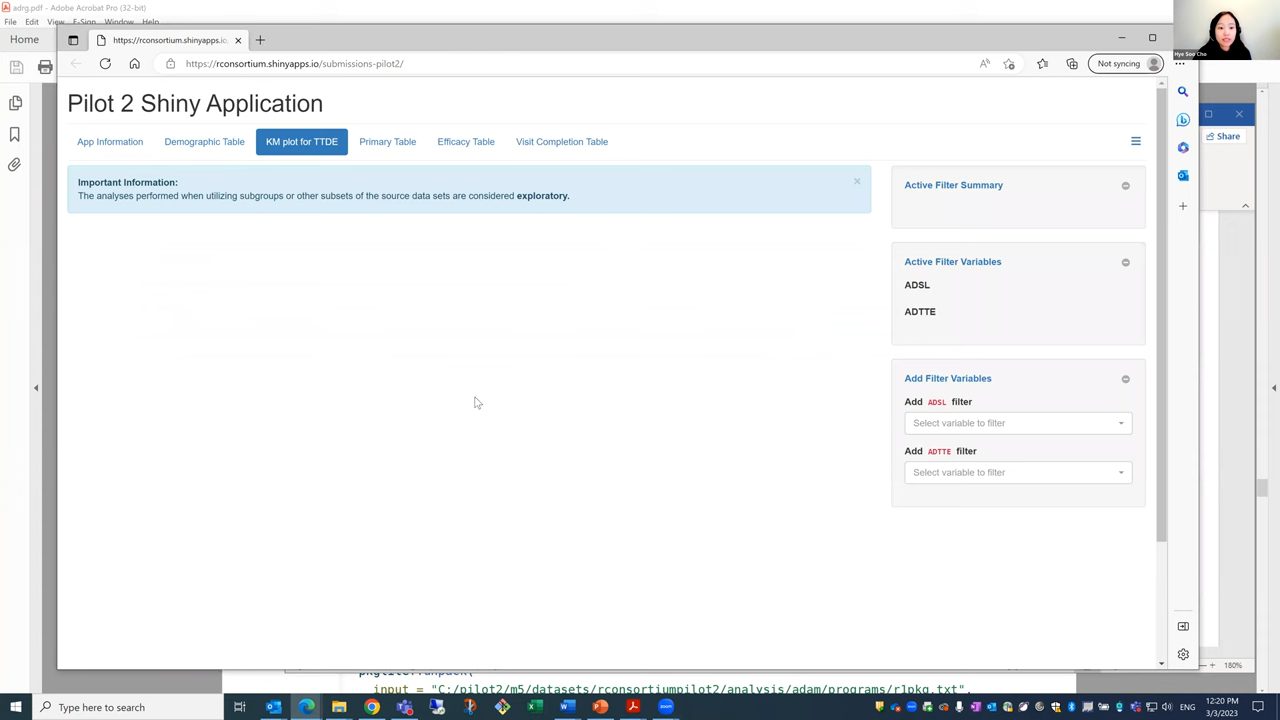 adrg.pdf - Adobe Acrobat Pro (32-bit)
File Edit View E-Sign Window Help
Home
https://rconsortium.shinyapps.io
https://rconsortium.shinyapps.io/submissions-pilot2/
Not syncing
Hye Soo Cho
Share
Pilot 2 Shiny Application
App Information
Demographic Table
KM plot for TTDE
Primary Table
Efficacy Table
Visit Completion Table
Important Information:
The analyses performed when utilizing subgroups or other subsets of the source data sets are considered exploratory.
Active Filter Summary
Active Filter Variables
ADSL
ADTTE
Add Filter Variables
Add ADSL filter
Select variable to filter
Add ADTTE filter
Select variable to filter
180%
input = "C:/pilot2/m5/datasets/rconsortiumpilot2/analysis/adam/programs/r1pkg.txt",
Type here to search
ENG
12:20 PM
3/3/2023